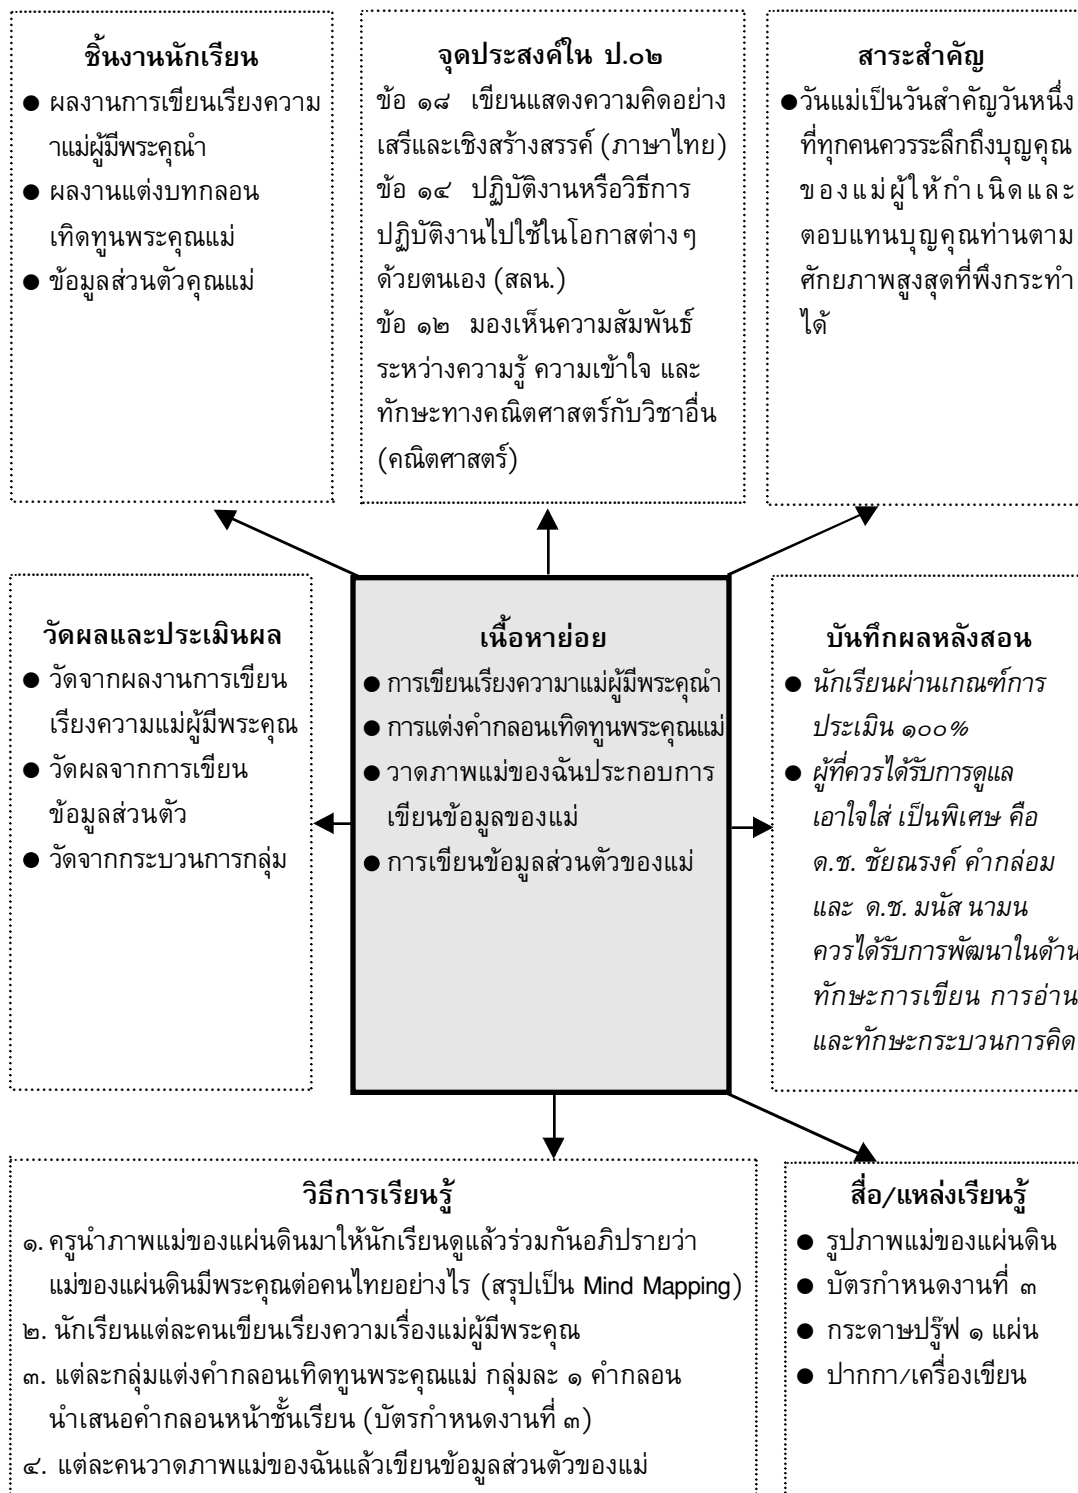 ชิ้นงานนักเรียน
● ผลงานการเขียนเรียงความ
าแม่ผู้มีพระคุณำ
● ผลงานแต่งบทกลอน
เทิดทูนพระคุณแม่
● ข้อมูลส่วนตัวคุณแม่
จุดประสงค์ใน ป.๐๒
ข้อ ๑๘ เขียนแสดงความคิดอย่าง
เสรีและเชิงสร้างสรรค์ (ภาษาไทย)
ข้อ ๑๔ ปฏิบัติงานหรือวิธีการ
ปฏิบัติงานไปใช้ในโอกาสต่างๆ
ด้วยตนเอง (สลน.)
ข้อ ๑๒ มองเห็นความสัมพันธ์
ระหว่างความรู้ ความเข้าใจ และ
ทักษะทางคณิตศาสตร์กับวิชาอื่น
(คณิตศาสตร์)
สาระสำคัญ
● วันแม่เป็นวันสำคัญวันหนึ่ง
ที่ทุกคนควรระลึกถึงบุญคุณ
ของแม่ผู้ให้กำเนิดและ
ตอบแทนบุญคุณท่านตาม
ศักยภาพสูงสุดที่พึงกระทำ
ได้
วัดผลและประเมินผล
● วัดจากผลงานการเขียน
เรียงความแม่ผู้มีพระคุณ
● วัดผลจากการเขียน
ข้อมูลส่วนตัว
● วัดจากกระบวนการกลุ่ม
เนื้อหาย่อย
● การเขียนเรียงความาแม่ผู้มีพระคุณำ
● การแต่งคำกลอนเทิดทูนพระคุณแม่
● วาดภาพแม่ของฉันประกอบการ
เขียนข้อมูลของแม่
● การเขียนข้อมูลส่วนตัวของแม่
บันทึกผลหลังสอน
● นักเรียนผ่านเกณฑ์การ
ประเมิน ๑๐๐%
● ผู้ที่ควรได้รับการดูแล
เอาใจใส่ เป็นพิเศษ คือ
ด.ช. ชัยณรงค์ คำกล่อม
และ ด.ช. มนัส นามน
ควรได้รับการพัฒนาในด้าน
ทักษะการเขียน การอ่าน
และทักษะกระบวนการคิด
วิธีการเรียนรู้
๑. ครูนำภาพแม่ของแผ่นดินมาให้นักเรียนดูแล้วร่วมกันอภิปรายว่า
แม่ของแผ่นดินมีพระคุณต่อคนไทยอย่างไร (สรุปเป็น Mind Mapping)
๒. นักเรียนแต่ละคนเขียนเรียงความเรื่องแม่ผู้มีพระคุณ
๓. แต่ละกลุ่มแต่งคำกลอนเทิดทูนพระคุณแม่ กลุ่มละ ๑ คำกลอน
นำเสนอคำกลอนหน้าชั้นเรียน (บัตรกำหนดงานที่ ๓)
๔. แต่ละคนวาดภาพแม่ของฉันแล้วเขียนข้อมูลส่วนตัวของแม่
สื่อ/แหล่งเรียนรู้
● รูปภาพแม่ของแผ่นดิน
● บัตรกำหนดงานที่ ๓
● กระดาษปรู๊ฟ ๑ แผ่น
● ปากกา/เครื่องเขียน